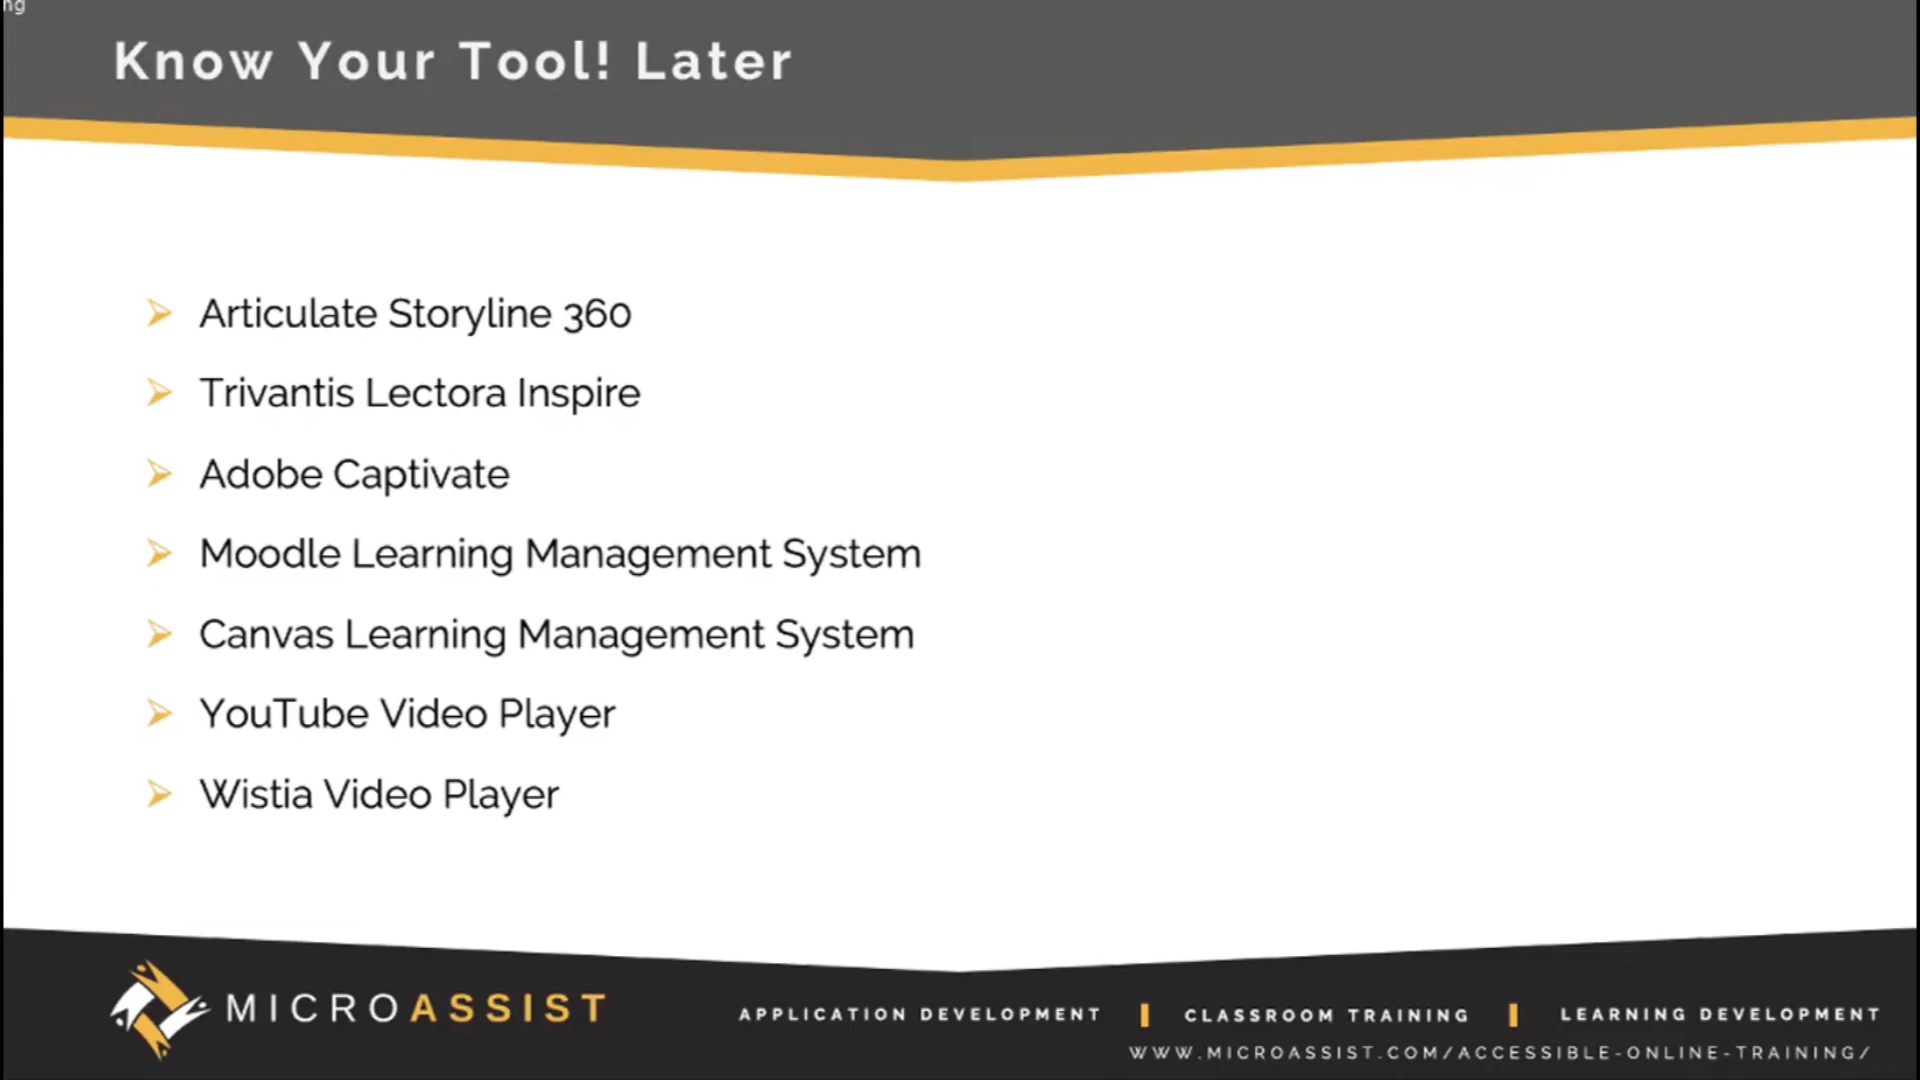 ng
Know Your Tool! Later
Articulate Storyline 360
Trivantis Lectora Inspire
Adobe Captivate
Moodle Learning Management System
Canvas Learning Management System
YouTube Video Player
Wistia Video Player
MICROASSIST
APPLICATION DEVELOPMENT CLASSROOM TRAINING LEARNING DEVELOPMENT
WWW.MICROASSIST.COM/ACCESSIBLE-ONLINE-TRAINING/